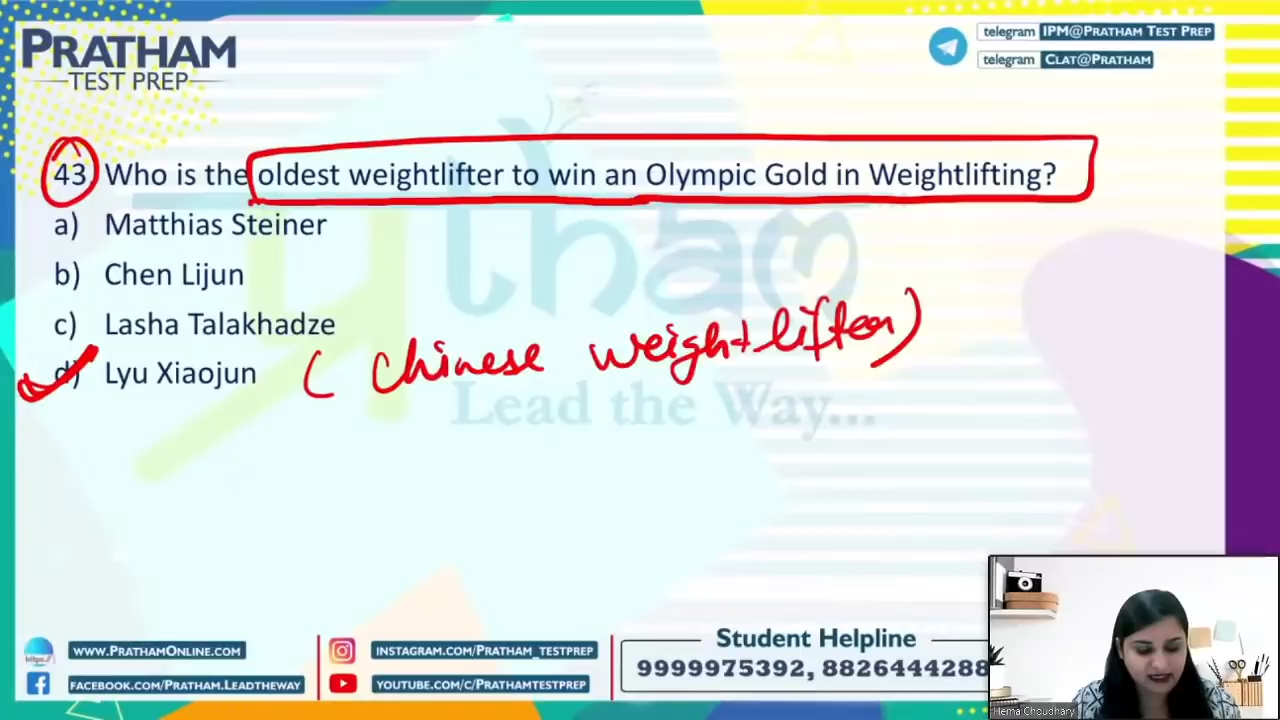 PRATHAM
TEST PREP
telegram IPM@PRATHAM TEST PREP
telegram CLAT@PRATHAM
43 Who is the oldest weightlifter to win an Olympic Gold in Weightlifting?
a) Matthias Steiner
b) Chen Lijun
c) Lasha Talakhadze
d) Lyu Xiaojun
(Chinese weightlifter)
Lead the Way...
https://
WWW.PRATHAMONLINE.COM
FACEBOOK.COM/PRATHAM.LEADTHEWAY
INSTAGRAM.COM/PRATHAM_TESTPREP
YOUTUBE.COM/C/PRATHAMTESTPREP
Student Helpline
9999975392, 8826444288
Hema Choudhary